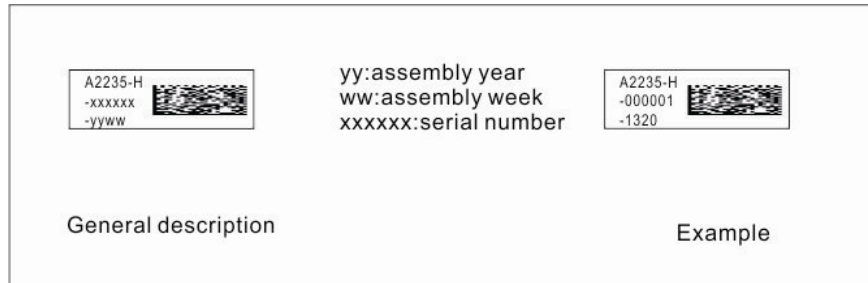 A2235-H
-xxxxxx
-yyww
yy:assembly year
ww:assembly week
xxxxxx:serial number
A2235-H
-000001
-1320
General description
Example